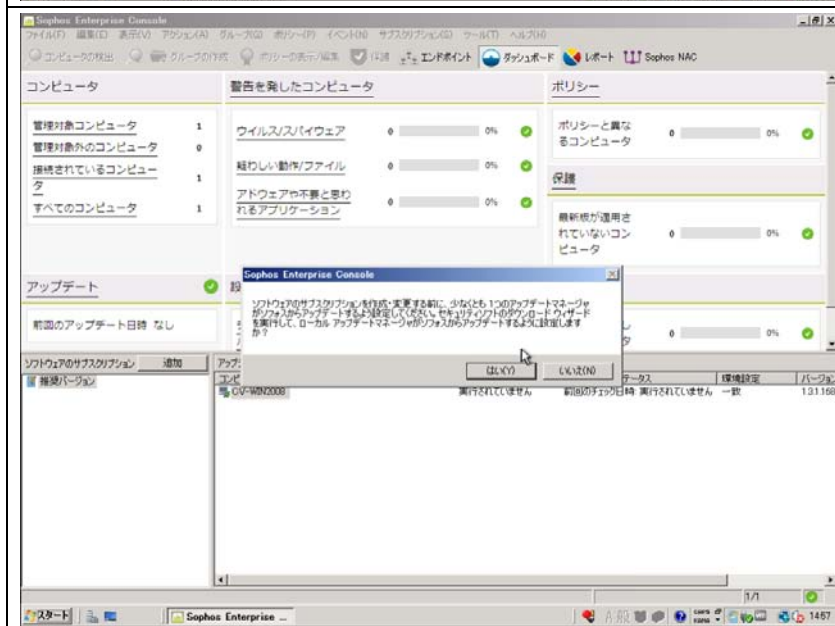 Sophos Enterprise Console
ファイル(F) 編集(E) 表示(V) アクション(A) グループ(G) ポリシー(P) イベント(N) サブスクリプション(S) ツール(T) ヘルプ(H)
コンピュータの検出 グループの作成 ポリシーの表示/編集 保護 エンドポイント ダッシュボード レポート Sophos NAC
コンピュータ
管理対象コンピュータ 1
管理対象外のコンピュータ 0
接続されているコンピュー
タ 1
すべてのコンピュータ 1
警告を発したコンピュータ
ウイルス/スパイウェア 0 0%
疑わしい動作/ファイル 0 0%
アドウェアや不要と思わ
れるアプリケーション 0 0%
ポリシー
ポリシーと異な
るコンピュータ 0 0%
保護
最新版が適用さ
れていないコン
ピュータ 0 0%
アップデート
前回のアップデート日時 なし
0 0%
Sophos Enterprise Console
ソフトウェアのサブスクリプションを作成・変更する前に、少なくとも 1つのアップデートマネージャ
がソフォスからアップデートするよう設定してください。セキュリティソフトのダウンロード ウィザード
を実行して、ローカル アップデートマネージャがソフォスからアップデートするように設定します
か?
はい(Y) いいえ(N)
ソフトウェアのサブスクリプション 追加
推奨バージョン
アップ
コンピ テータス 環境設定 バージョ
CV-WIN2008 実行されていません 前回のチェック日時: 実行されていません 一致 1.3.1.168
1/1
スタート Sophos Enterprise ... A 般 CAPS KANA 14:57